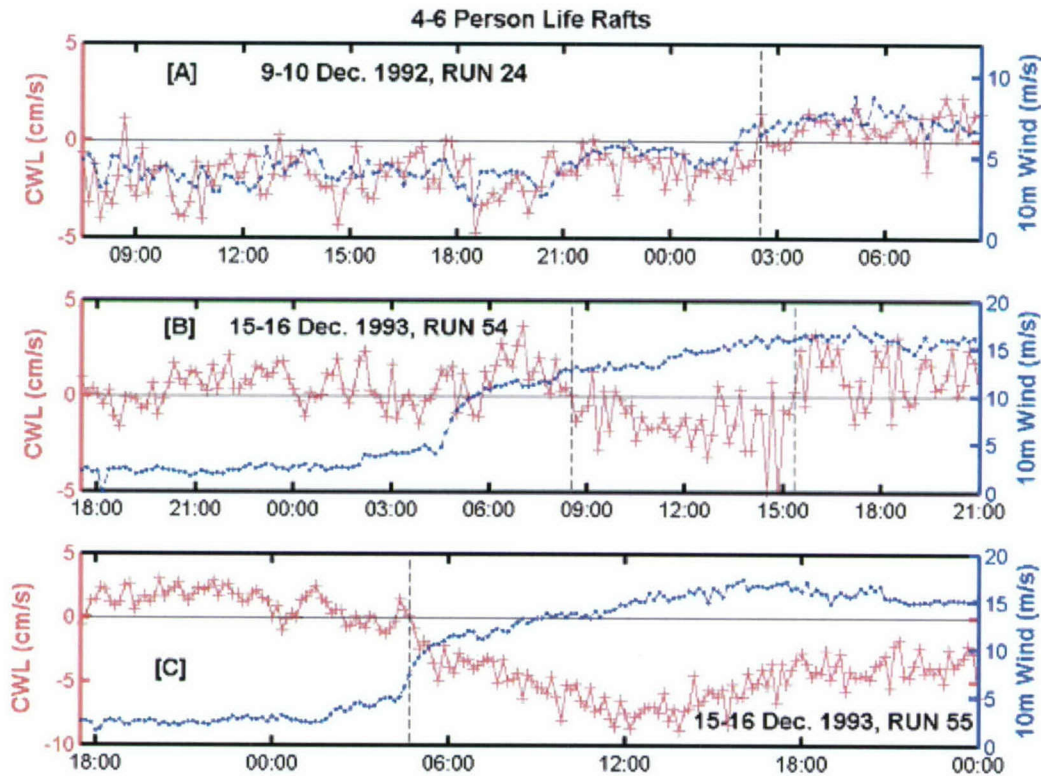 4-6 Person Life Rafts
[A] 9-10 Dec. 1992, RUN 24
CWL (cm/s)
5
0
-5
10m Wind (m/s)
10
5
0
09:00 12:00 15:00 18:00 21:00 00:00 03:00 06:00
[B] 15-16 Dec. 1993, RUN 54
CWL (cm/s)
5
0
-5
10m Wind (m/s)
20
15
10
5
0
18:00 21:00 00:00 03:00 06:00 09:00 12:00 15:00 18:00 21:00
[C]
15-16 Dec. 1993, RUN 55
CWL (cm/s)
5
0
-5
-10
10m Wind (m/s)
20
15
10
5
0
18:00 00:00 06:00 12:00 18:00 00:00